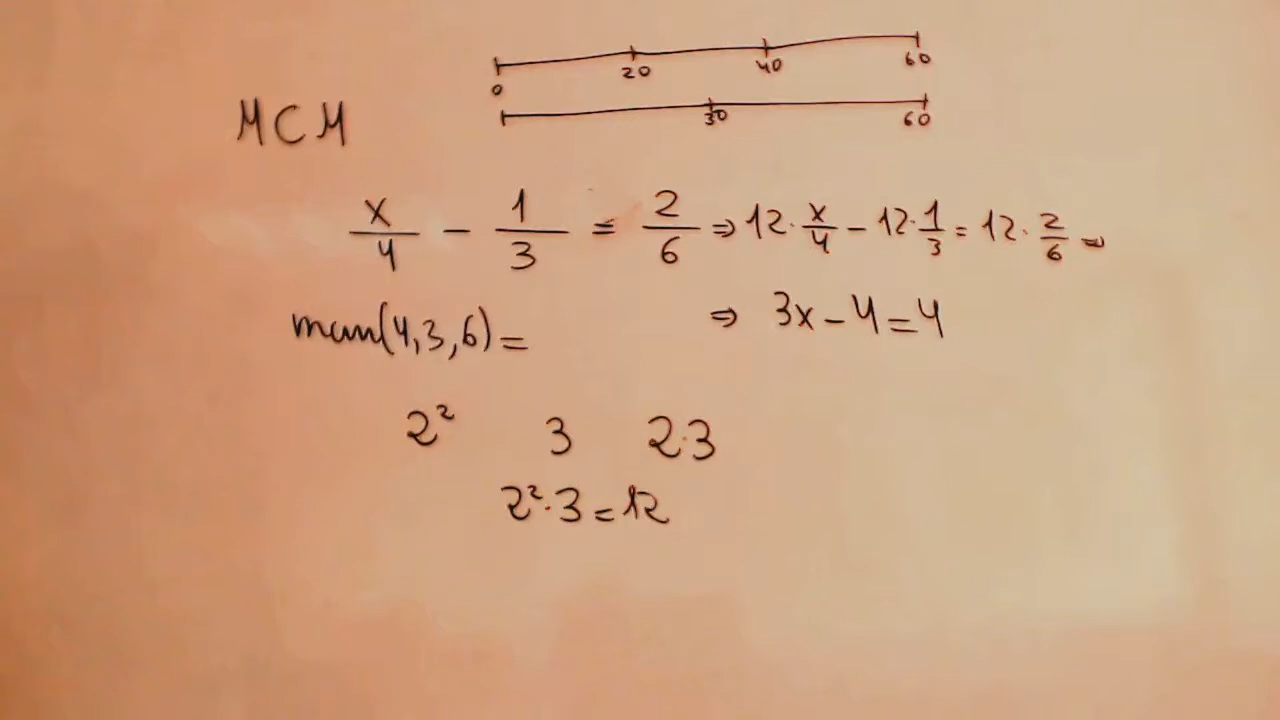 0 20 40 60
30 60
MCM
x/4 - 1/3 = 2/6 ⇒ 12·x/4 - 12·1/3 = 12·2/6 ⇒
mcm(4,3,6)=
⇒ 3x-4=4
2² 3 2·3
2²·3=12